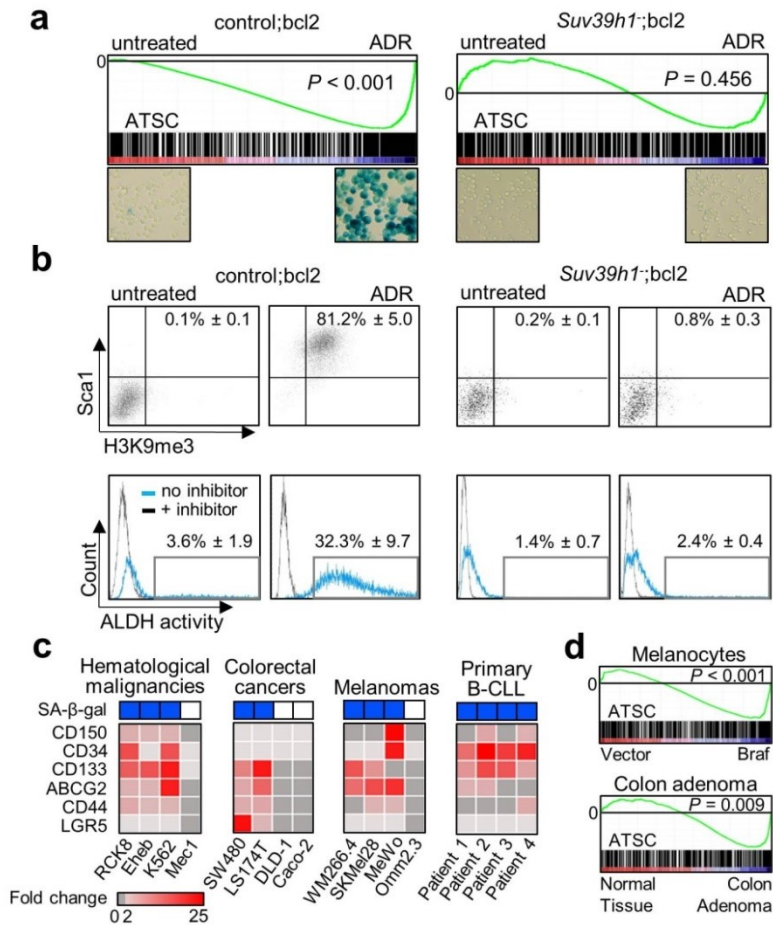 a
control;bcl2
Suv39h1⁻;bcl2
untreated
ADR
untreated
ADR
0
P < 0.001
ATSC
0
P = 0.456
ATSC
b
control;bcl2
Suv39h1⁻;bcl2
untreated
ADR
untreated
ADR
0.1% ± 0.1
81.2% ± 5.0
0.2% ± 0.1
0.8% ± 0.3
Sca1
H3K9me3
no inhibitor
+ inhibitor
3.6% ± 1.9
32.3% ± 9.7
1.4% ± 0.7
2.4% ± 0.4
Count
ALDH activity
c
Hematological
malignancies
Colorectal
cancers
Melanomas
Primary
B-CLL
SA-β-gal
CD150
CD34
CD133
ABCG2
CD44
LGR5
RCK8
Eheb
K562
Mec1
SW480
LS174T
DLD-1
Caco-2
WM266.4
SKMel28
MeWo
Omm2.3
Patient 1
Patient 2
Patient 3
Patient 4
Fold change
0 2 25
d
Melanocytes
P < 0.001
0
ATSC
Vector
Braf
Colon adenoma
P = 0.009
0
ATSC
Normal
Tissue
Colon
Adenoma